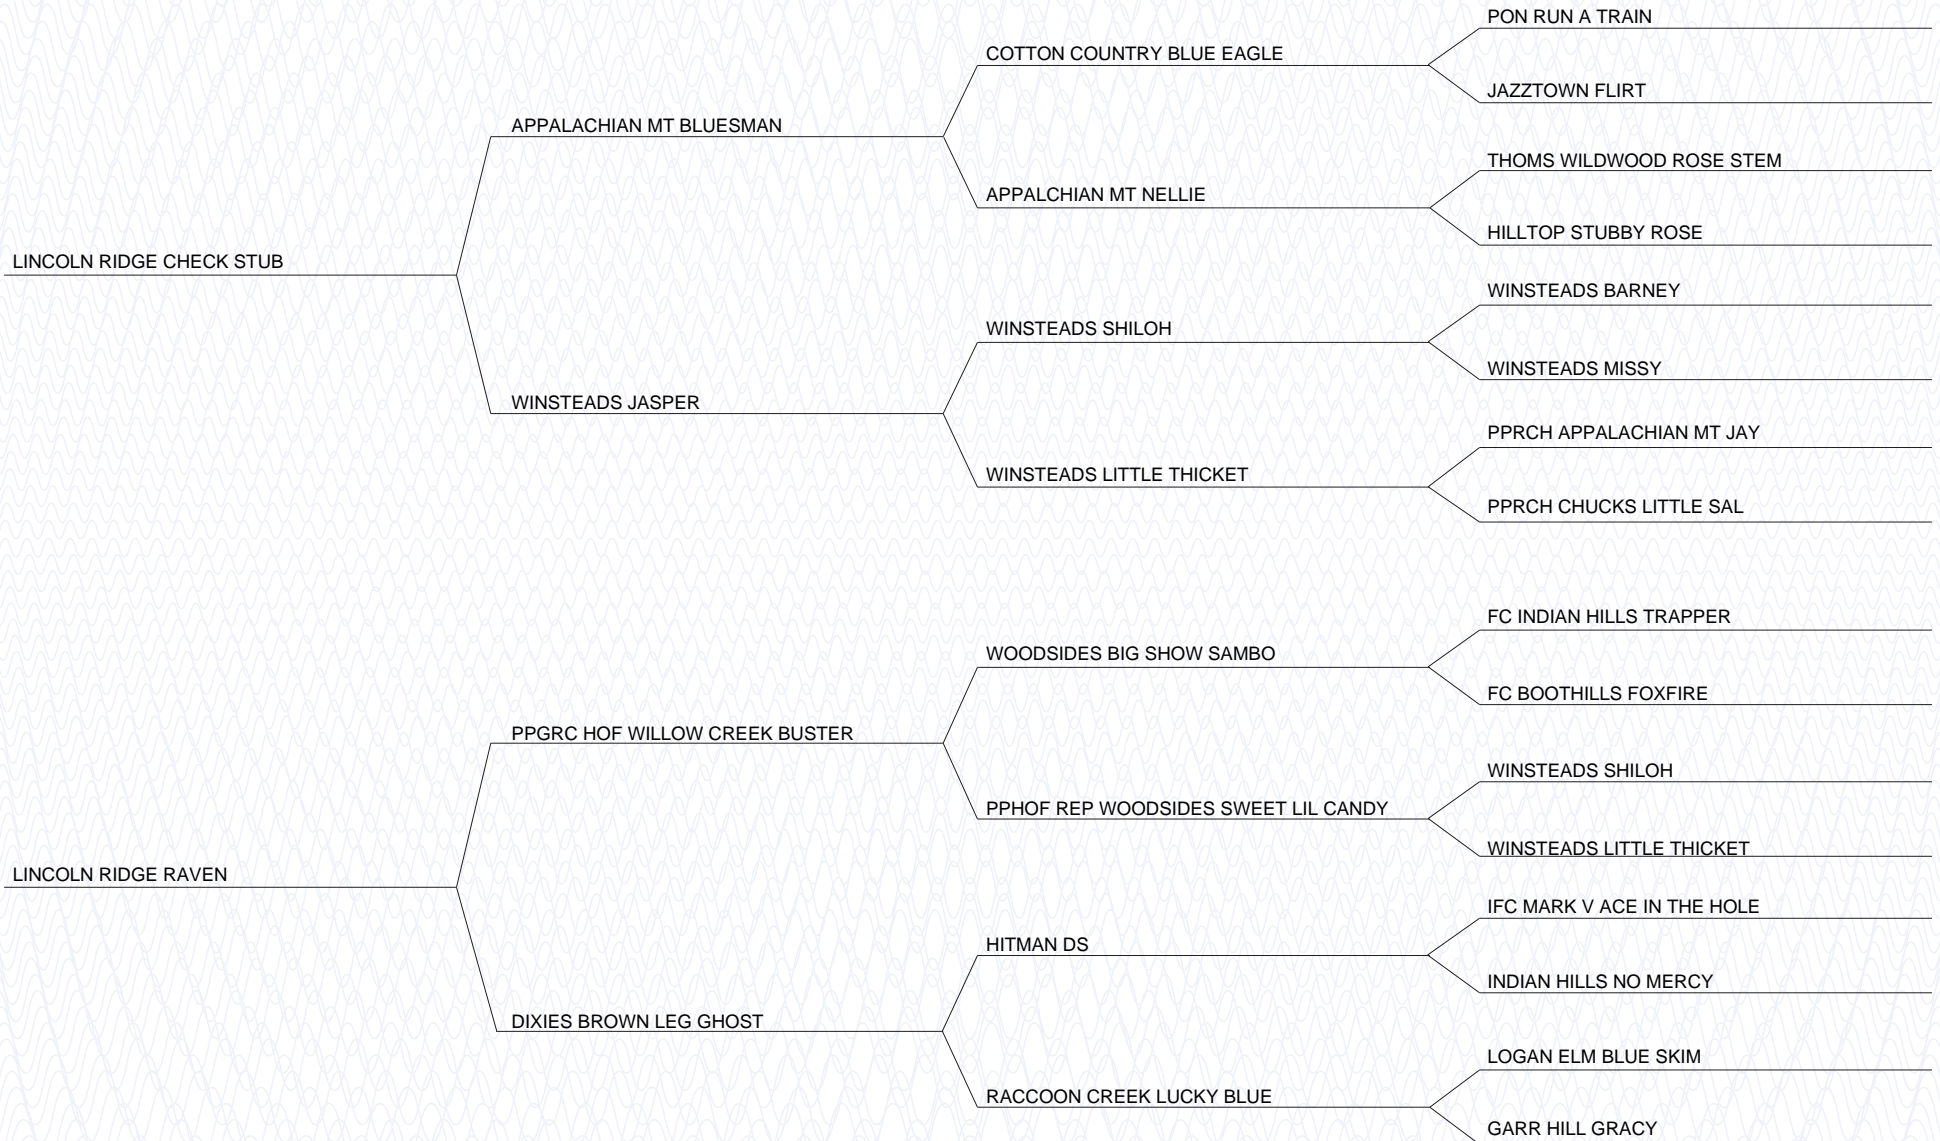 PON RUN A TRAIN
COTTON COUNTRY BLUE EAGLE
JAZZTOWN FLIRT
APPALACHIAN MT BLUESMAN
THOMS WILDWOOD ROSE STEM
APPALCHIAN MT NELLIE
HILLTOP STUBBY ROSE
LINCOLN RIDGE CHECK STUB
WINSTEADS BARNEY
WINSTEADS SHILOH
WINSTEADS MISSY
WINSTEADS JASPER
PPRCH APPALACHIAN MT JAY
WINSTEADS LITTLE THICKET
PPRCH CHUCKS LITTLE SAL
FC INDIAN HILLS TRAPPER
WOODSIDES BIG SHOW SAMBO
FC BOOTHILLS FOXFIRE
PPGRC HOF WILLOW CREEK BUSTER
WINSTEADS SHILOH
PPHOF REP WOODSIDES SWEET LIL CANDY
WINSTEADS LITTLE THICKET
LINCOLN RIDGE RAVEN
IFC MARK V ACE IN THE HOLE
HITMAN DS
INDIAN HILLS NO MERCY
DIXIES BROWN LEG GHOST
LOGAN ELM BLUE SKIM
RACCOON CREEK LUCKY BLUE
GARR HILL GRACY